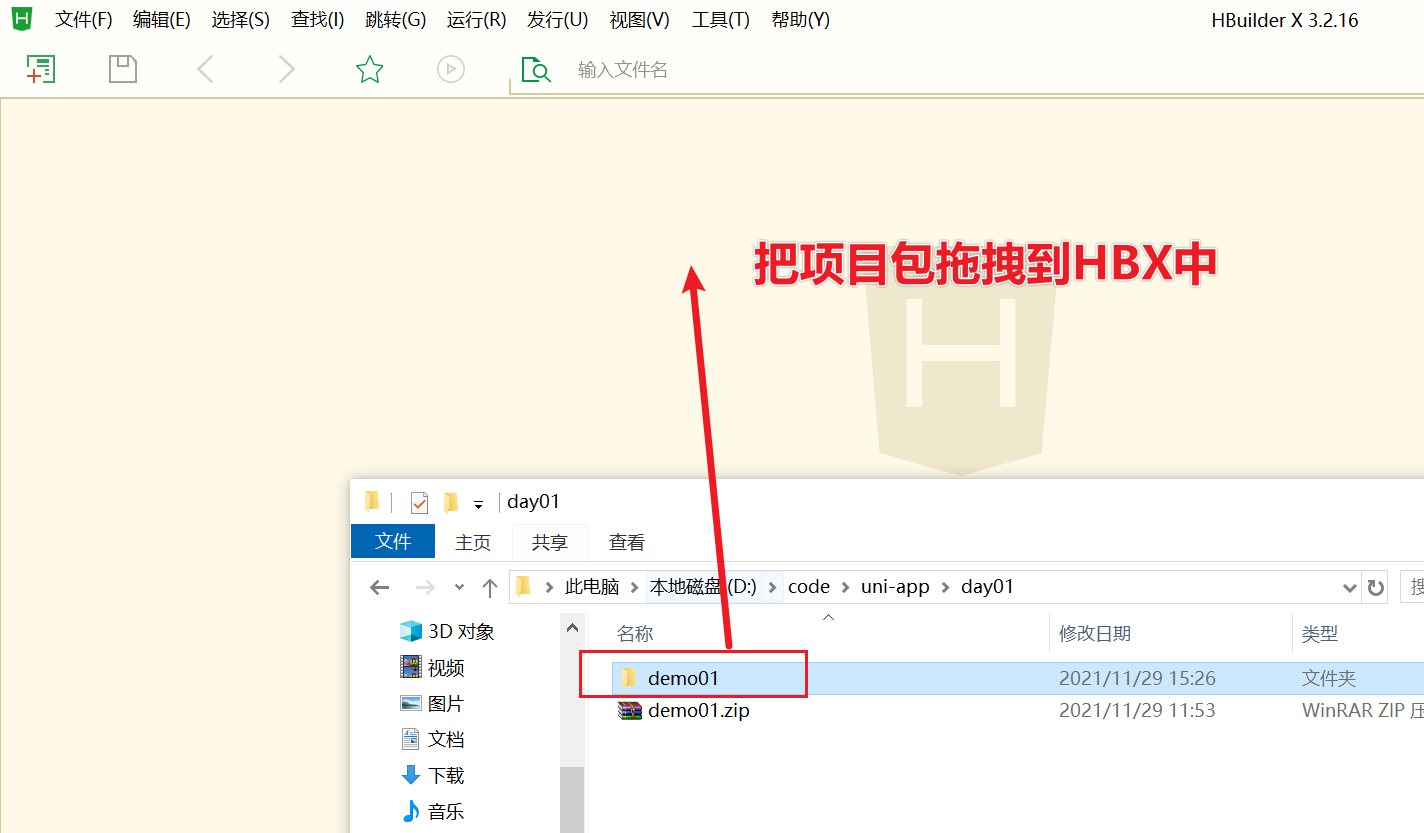 文件(F) 编辑(E) 选择(S) 查找(I) 跳转(G) 运行(R) 发行(U) 视图(V) 工具(T) 帮助(Y) HBuilder X 3.2.16
输入文件名
把项目包拖拽到HBX中
H
day01
文件 主页 共享 查看
此电脑 本地磁盘 (D:) code uni-app day01 搜
3D 对象
名称 修改日期 类型
视频
demo01 2021/11/29 15:26 文件夹
图片
demo01.zip 2021/11/29 11:53 WinRAR ZIP 压
文档
下载
音乐